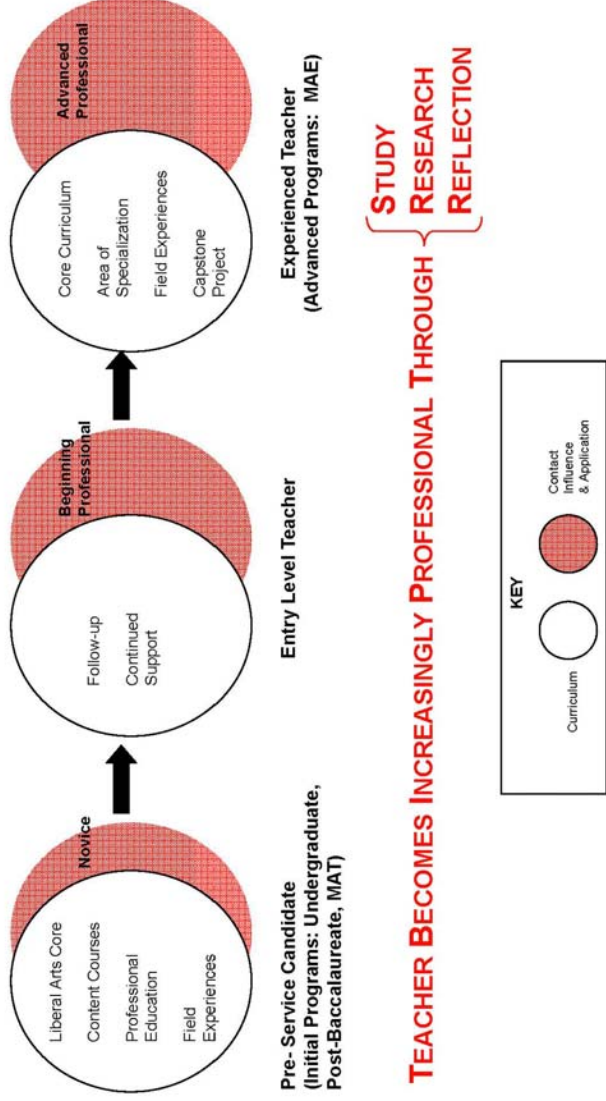 Novice
Liberal Arts Core
Content Courses
Professional
Education
Field
Experiences
Pre- Service Candidate
(Initial Programs: Undergraduate,
Post-Baccalaureate, MAT)
Beginning
Professional
Follow-up
Continued
Support
Entry Level Teacher
Advanced
Professional
Core Curriculum
Area of
Specialization
Field Experiences
Capstone
Project
Experienced Teacher
(Advanced Programs: MAE)
TEACHER BECOMES INCREASINGLY PROFESSIONAL THROUGH
STUDY
RESEARCH
REFLECTION
KEY
Curriculum
Contact
Influence
& Application